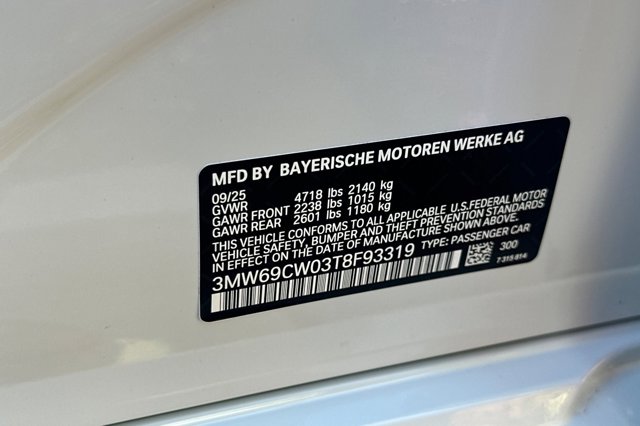 MFD BY BAYERISCHE MOTOREN WERKE AG
09/25
GVWR 4718 lbs 2140 kg
GAWR FRONT 2238 lbs 1015 kg
GAWR REAR 2601 lbs 1180 kg
THIS VEHICLE CONFORMS TO ALL APPLICABLE U.S.FEDERAL MOTOR
VEHICLE SAFETY, BUMPER AND THEFT PREVENTION STANDARDS
IN EFFECT ON THE DATE OF MANUFACTURE SHOWN ABOVE.
3MW69CW03T8F93319 TYPE: PASSENGER CAR
300
7 315 814